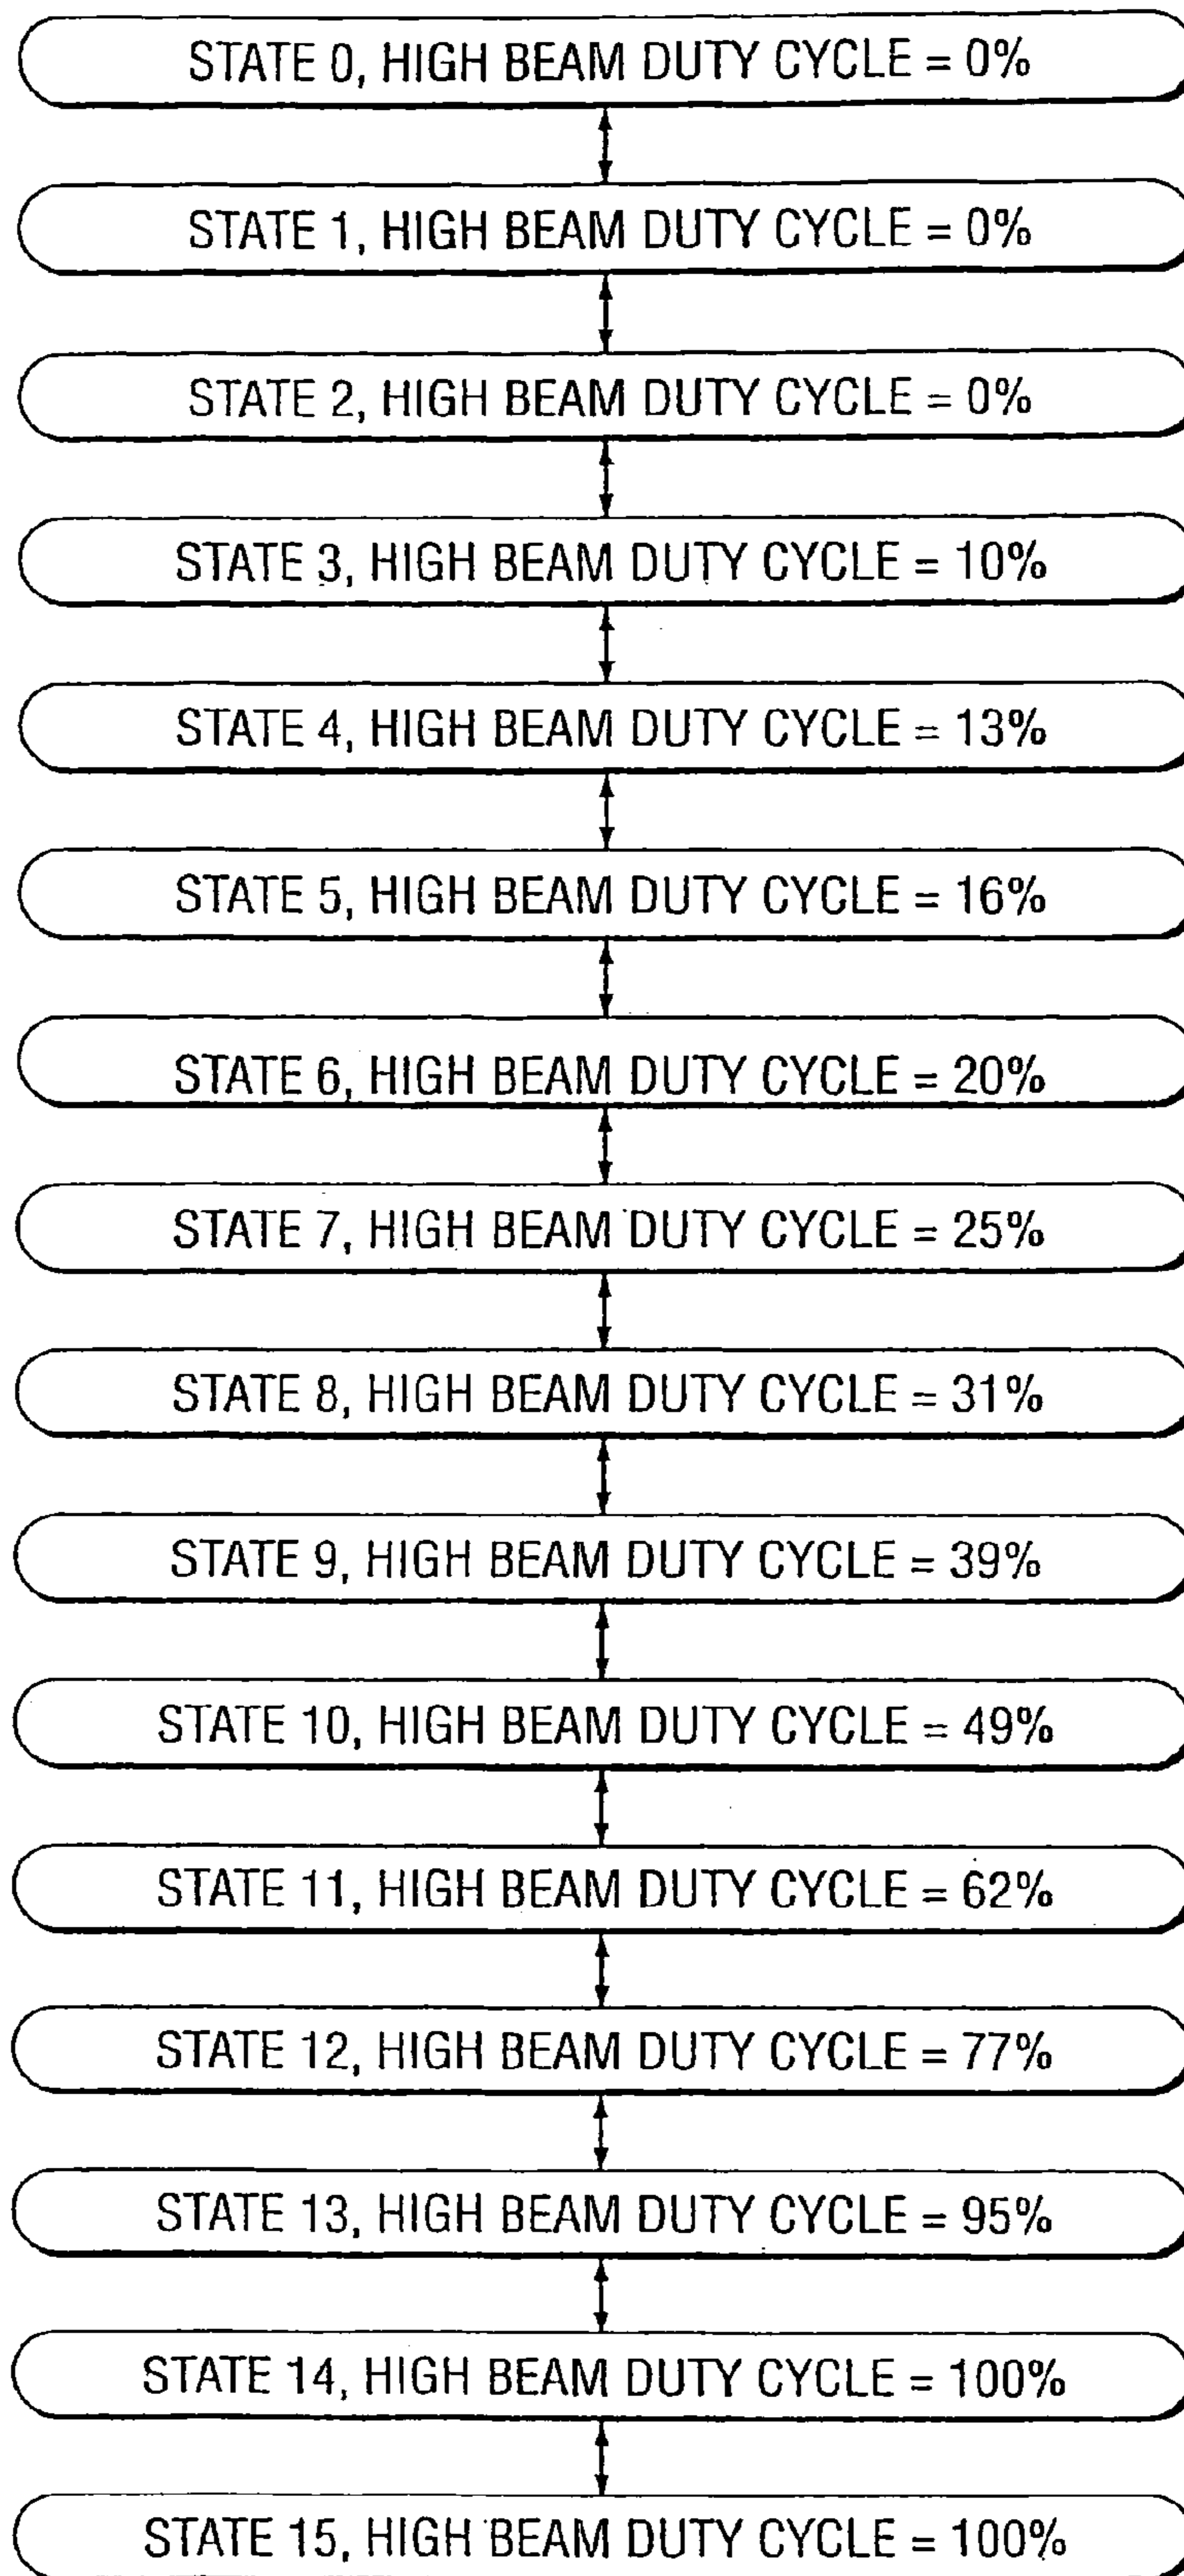 STATE 0, HIGH BEAM DUTY CYCLE = 0%
STATE 1, HIGH BEAM DUTY CYCLE = 0%
STATE 2, HIGH BEAM DUTY CYCLE = 0%
STATE 3, HIGH BEAM DUTY CYCLE = 10%
STATE 4, HIGH BEAM DUTY CYCLE = 13%
STATE 5, HIGH BEAM DUTY CYCLE = 16%
STATE 6, HIGH BEAM DUTY CYCLE = 20%
STATE 7, HIGH BEAM DUTY CYCLE = 25%
STATE 8, HIGH BEAM DUTY CYCLE = 31%
STATE 9, HIGH BEAM DUTY CYCLE = 39%
STATE 10, HIGH BEAM DUTY CYCLE = 49%
STATE 11, HIGH BEAM DUTY CYCLE = 62%
STATE 12, HIGH BEAM DUTY CYCLE = 77%
STATE 13, HIGH BEAM DUTY CYCLE = 95%
STATE 14, HIGH BEAM DUTY CYCLE = 100%
STATE 15, HIGH BEAM DUTY CYCLE = 100%